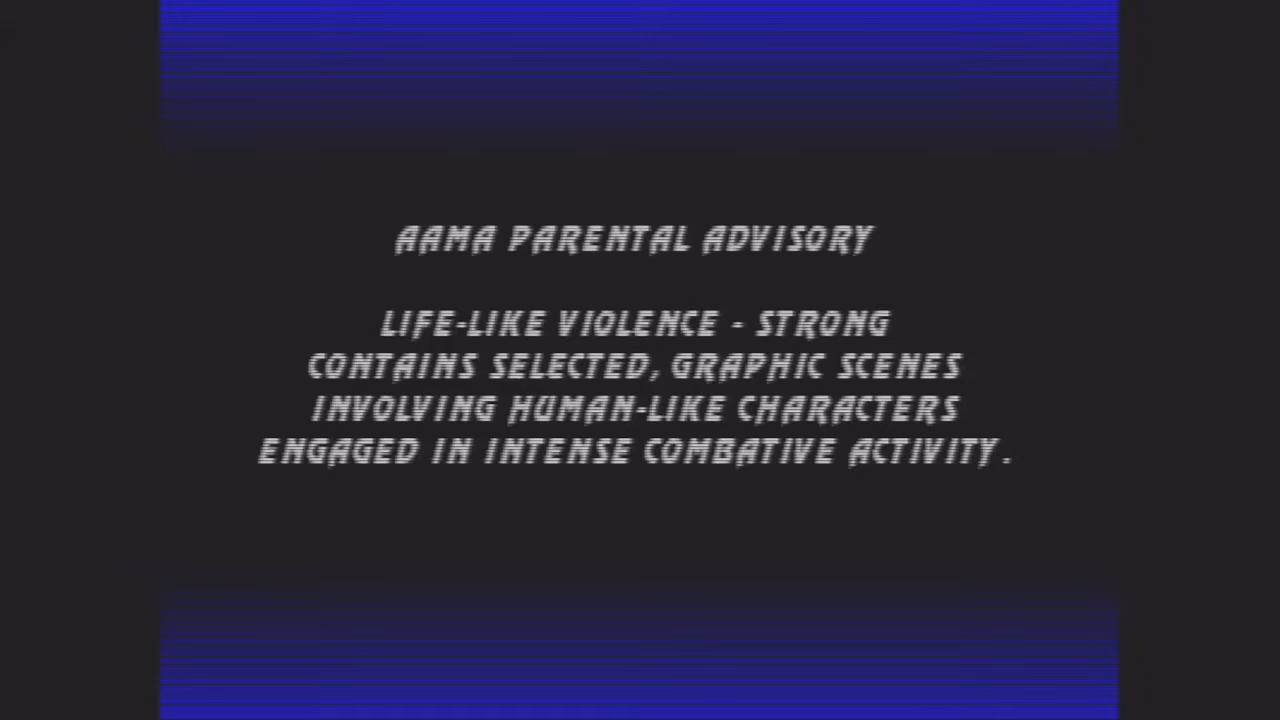 AAMA PARENTAL ADVISORY
LIFE-LIKE VIOLENCE - STRONG
CONTAINS SELECTED, GRAPHIC SCENES
INVOLVING HUMAN-LIKE CHARACTERS
ENGAGED IN INTENSE COMBATIVE ACTIVITY.